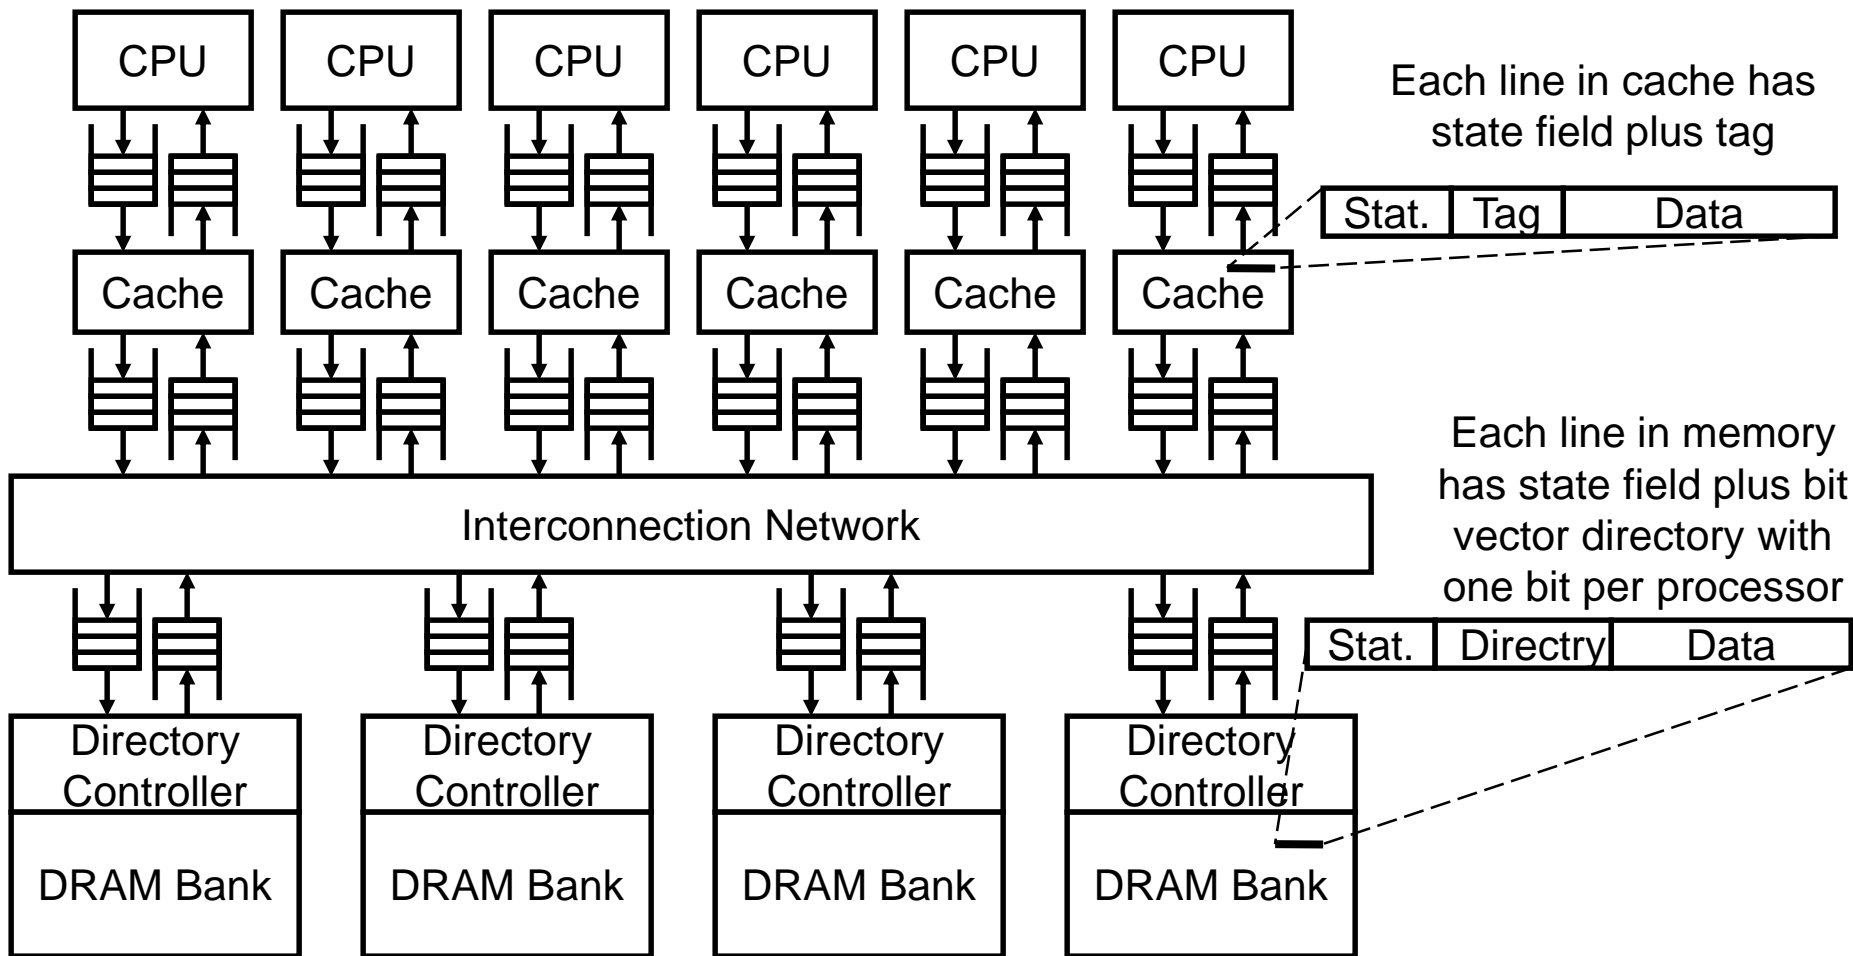 CPU CPU CPU CPU CPU CPU
Each line in cache has
state field plus tag
Stat. Tag Data
Cache Cache Cache Cache Cache Cache
Each line in memory
has state field plus bit
vector directory with
one bit per processor
Interconnection Network
Stat. Directry Data
Directory Directory Directory Directory
Controller Controller Controller Controller
DRAM Bank DRAM Bank DRAM Bank DRAM Bank